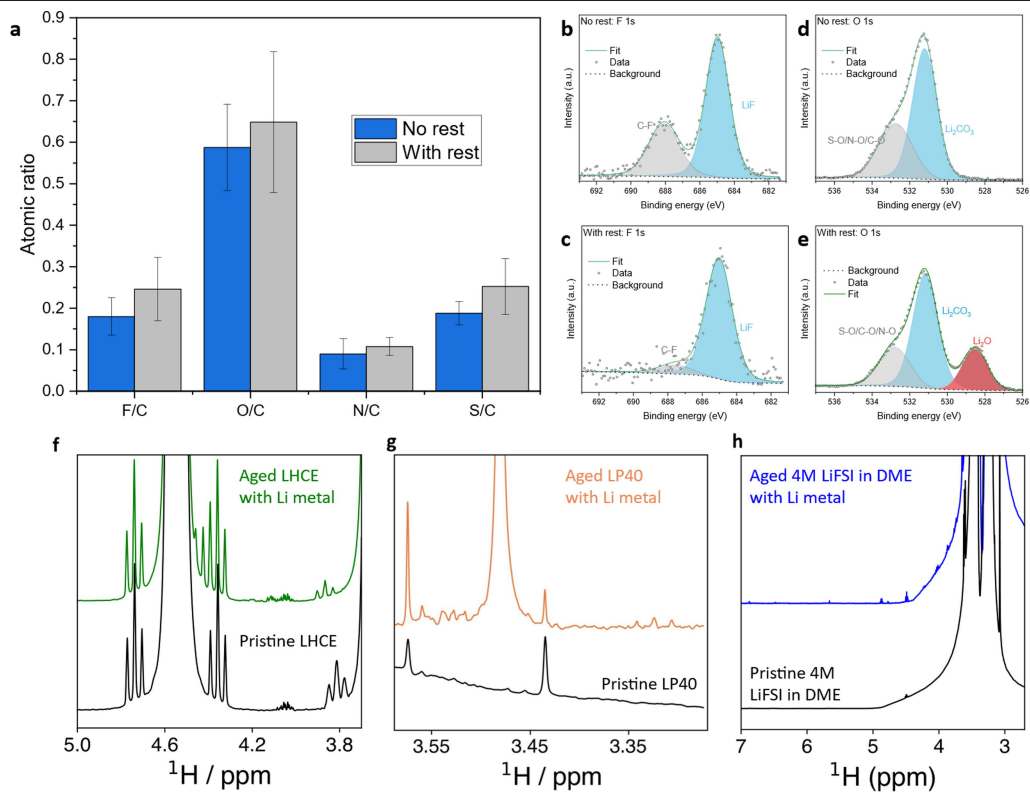 a
Atomic ratio
0.9
0.8
0.7
0.6
0.5
0.4
0.3
0.2
0.1
0.0
No rest
With rest
F/C
O/C
N/C
S/C
b
No rest: F 1s
Fit
Data
Background
C-F
LiF
Intensity (a.u.)
692
690
688
686
684
682
Binding energy (eV)
d
No rest: O 1s
Fit
Data
Background
S-O/N-O/C-O
Li₂CO₃
Intensity (a.u.)
536
534
532
530
528
526
Binding energy (eV)
c
With rest: F 1s
Fit
Data
Background
C-F
LiF
Intensity (a.u.)
692
690
688
686
684
682
Binding energy (eV)
e
With rest: O 1s
Background
Data
Fit
S-O/C-O/N-O
Li₂CO₃
Li₂O
Intensity (a.u.)
536
534
532
530
528
526
Binding energy (eV)
f
Aged LHCE
with Li metal
Pristine LHCE
5.0
4.6
4.2
3.8
¹H / ppm
g
Aged LP40
with Li metal
Pristine LP40
3.55
3.45
3.35
¹H / ppm
h
Aged 4M LiFSI in DME
with Li metal
Pristine 4M
LiFSI in DME
7
6
5
4
3
¹H (ppm)